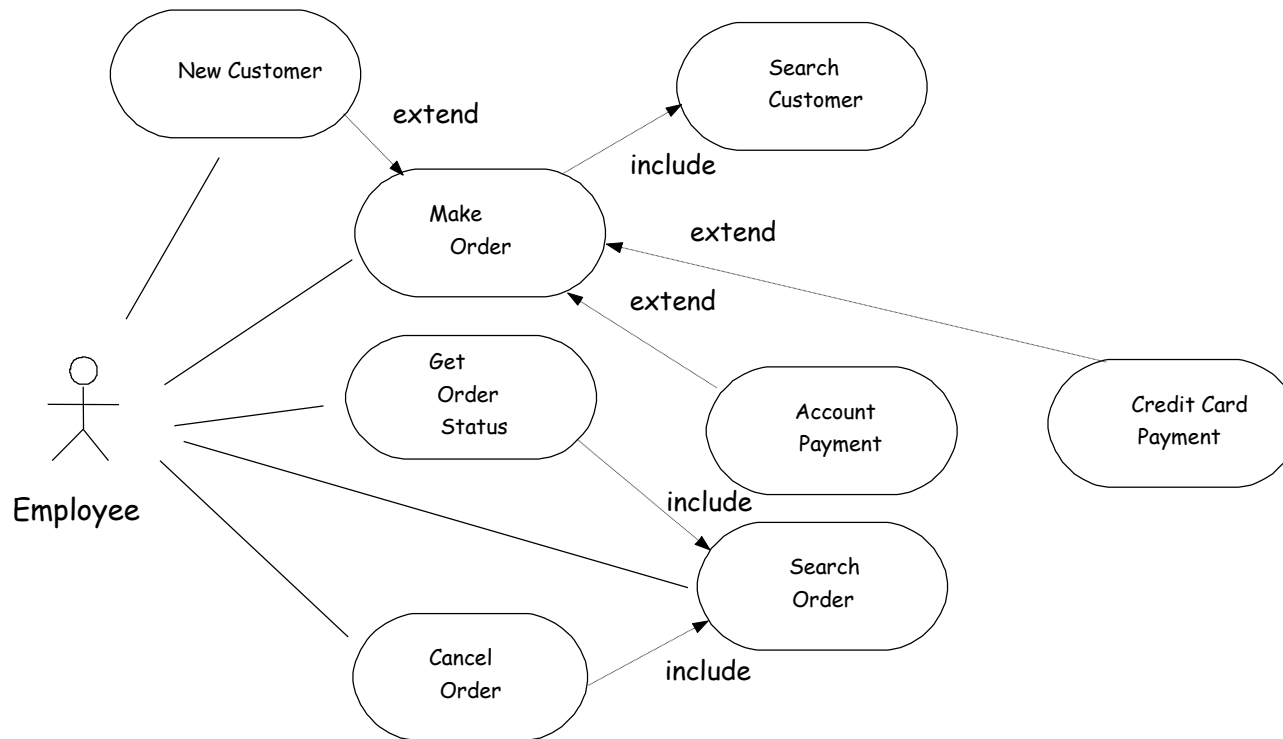 New Customer
extend
Search
Customer
include
Make
Order
extend
extend
Get
Order
Status
Account
Payment
Credit Card
Payment
Employee
include
Search
Order
Cancel
Order
include